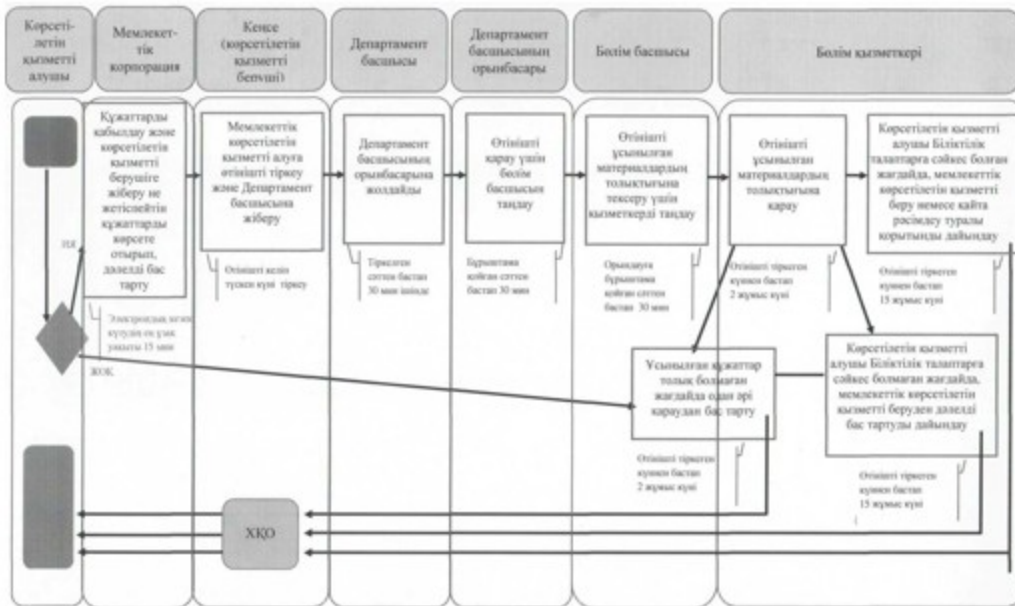 Көрсеті-
летін
қызметті
алушы
Мемлекет-
тік
корпорация
Кеңсе
(көрсетілетін
қызметті
беруші)
Департамент
басшысы
Департамент
басшысының
орынбасары
Бөлім басшысы
Бөлім қызметкері
Құжаттарды
қабылдау және
көрсетілетін
қызметті
берушіге
жіберу не
жетіспейтін
құжаттарды
көрсете
отырып,
дәлелді бас
тарту
Мемлекеттік
көрсетілетін
қызметті алуға
өтінішті тіркеу
және Департамент
басшысына
жіберу
Департамент
басшысының
орынбасарына
жолдайды
Өтінішті
қарау үшін
бөлім
басшысын
таңдау
Өтінішті
ұсынылған
материалдардың
толықтығына
тексеру үшін
қызметкерді таңдау
Өтінішті
ұсынылған
материалдардың
толықтығына
қарау
Көрсетілетін қызметті
алушы Біліктілік
талаптарға сәйкес болған
жағдайда, мемлекеттік
көрсетілетін қызметті
беру немесе қайта
рәсімдеу туралы
қорытынды дайындау
ИЯ
Өтінішті келіп
түскен күні тіркеу
Тіркелген
сәттен бастап
30 мин ішінде
Бұрыштама
қойған сәттен
бастап 30 мин
Орындауға
бұрыштама
қойған сәттен
бастап 30 мин
Өтінішті тіркеген
күннен бастап
2 жұмыс күні
Өтінішті тіркеген
күннен бастап
15 жұмыс күні
күтудің ең ұзақ
уақыты 15 мин
ЖОҚ
Ұсынылған құжаттар
толық болмаған
жағдайда одан әрі
қараудан бас тарту
Көрсетілетін қызметті
алушы Біліктілік талаптарға
сәйкес болмаған жағдайда,
мемлекеттік көрсетілетін
қызметті беруден дәлелді
бас тартуды дайындау
Өтінішті тіркеген
күннен бастап
2 жұмыс күні
Өтінішті тіркеген
күннен бастап
15 жұмыс күні
ХҚО